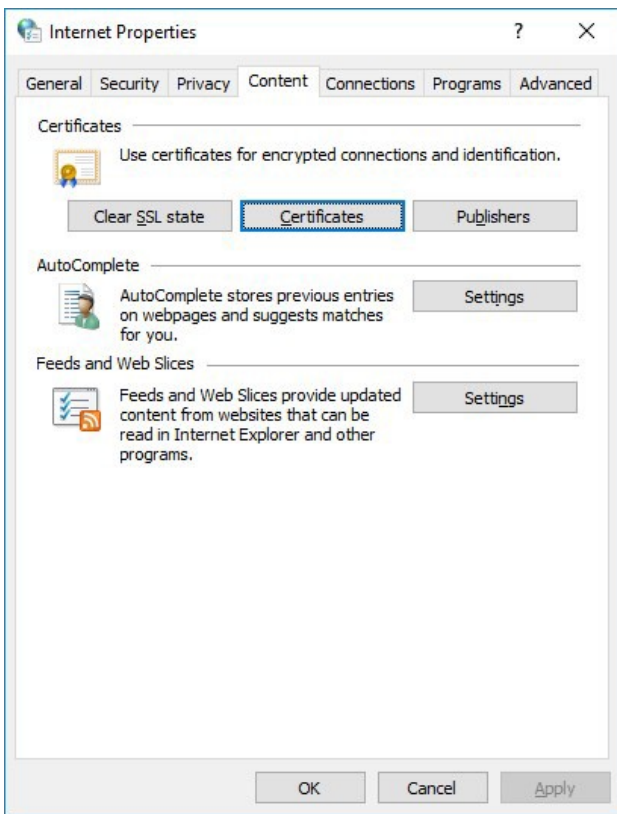 Internet Properties
? 
General Security Privacy Content Connections Programs Advanced
Certificates
Use certificates for encrypted connections and identification.
Clear SSL state Certificates Publishers
AutoComplete
AutoComplete stores previous entries
on webpages and suggests matches
for you.
Settings
Feeds and Web Slices
Feeds and Web Slices provide updated
content from websites that can be
read in Internet Explorer and other
programs.
Settings
OK Cancel Apply